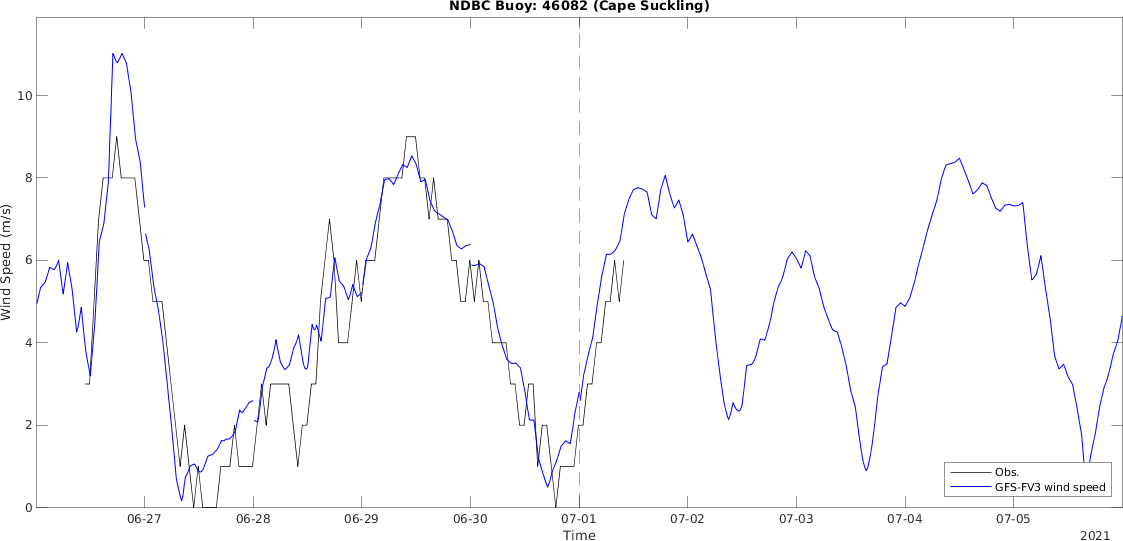 NDBC Buoy: 46082 (Cape Suckling)
Wind Speed (m/s)
10
8
6
4
2
0
06-27 06-28 06-29 06-30 07-01 07-02 07-03 07-04 07-05
Time
2021
Obs.
GFS-FV3 wind speed